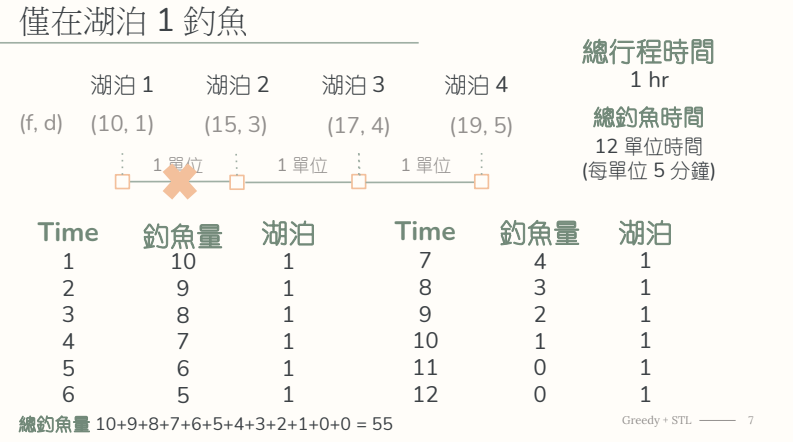 僅在湖泊 1 釣魚
總行程時間
1 hr
總釣魚時間
12 單位時間
(每單位 5 分鐘)
湖泊 1 湖泊 2 湖泊 3 湖泊 4
(f, d) (10, 1) (15, 3) (17, 4) (19, 5)
1 單位 1 單位 1 單位
Time 釣魚量 湖泊 Time 釣魚量 湖泊
1 10 1 7 4 1
2 9 1 8 3 1
3 8 1 9 2 1
4 7 1 10 1 1
5 6 1 11 0 1
6 5 1 12 0 1
總釣魚量 10+9+8+7+6+5+4+3+2+1+0+0 = 55
Greedy + STL 7